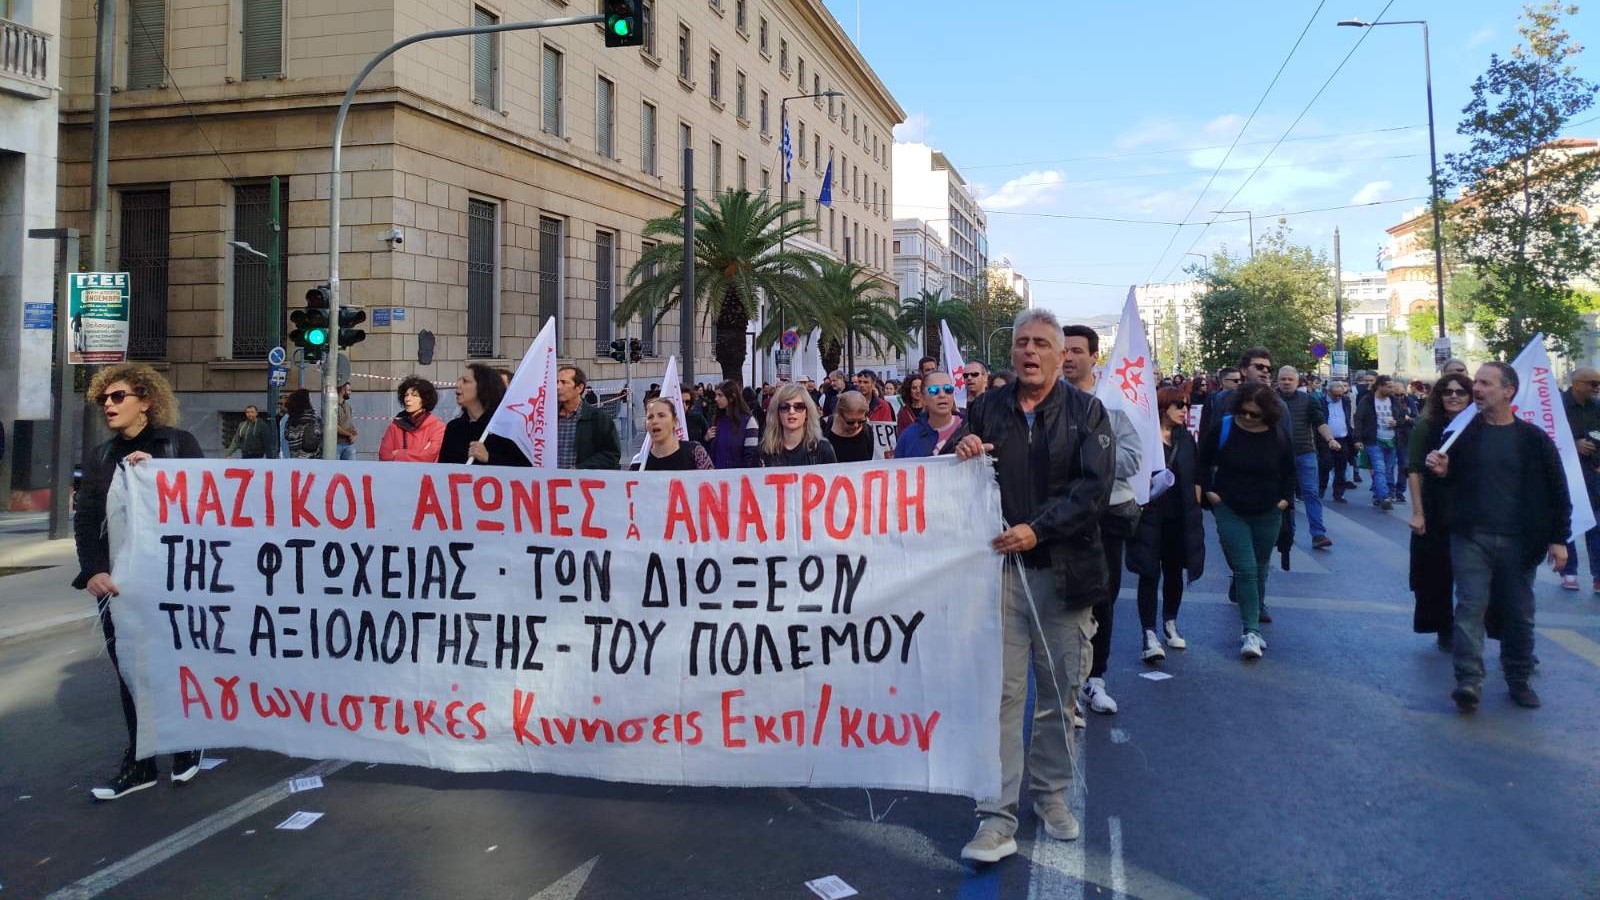 ΜΑΖΙΚΟΙ ΑΓΩΝΕΣ ΓΙΑ ΑΝΑΤΡΟΠΗ
ΤΗΣ ΦΤΩΧΕΙΑΣ · ΤΩΝ ΔΙΩΞΕΩΝ
ΤΗΣ ΑΞΙΟΛΟΓΗΣΗΣ - ΤΟΥ ΠΟΛΕΜΟΥ
Αγωνιστικές Κινήσεις Εκπ/κών
ΓΣΕΕ